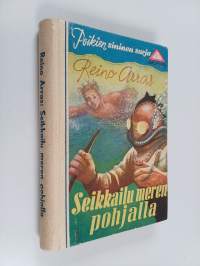 Poikien sininen sarja
Reino Arras
Seikkailu meren
pohjalla
Reino Arras: Seikkailu meren pohjalla